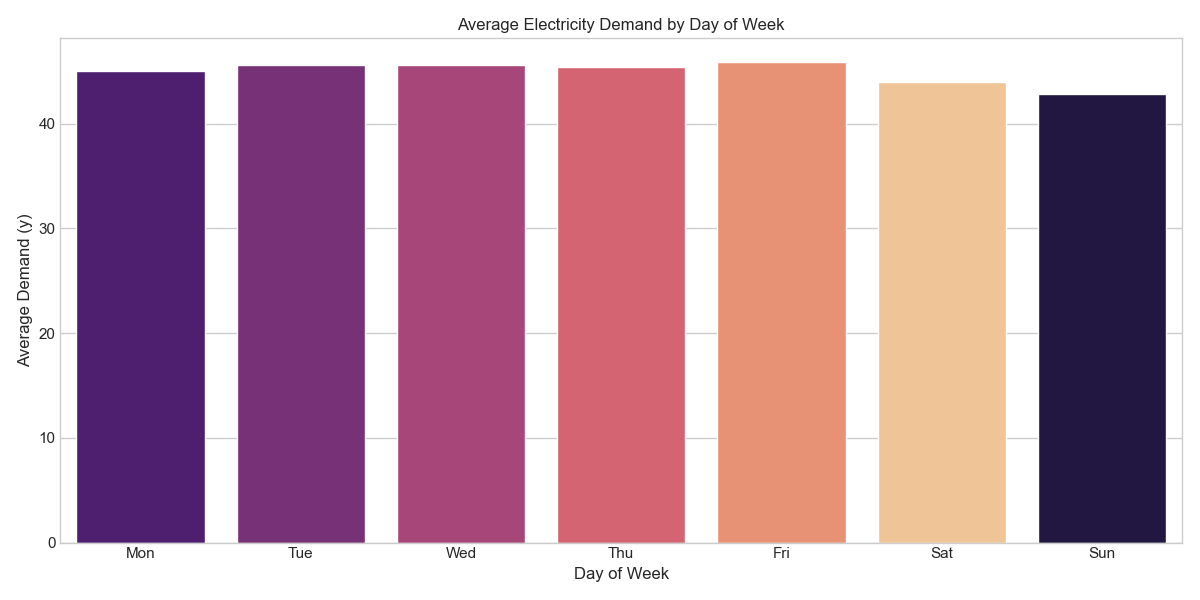 Average Electricity Demand by Day of Week
Average Demand (y)
40
30
20
10
0
Mon Tue Wed Thu Fri Sat Sun
Day of Week